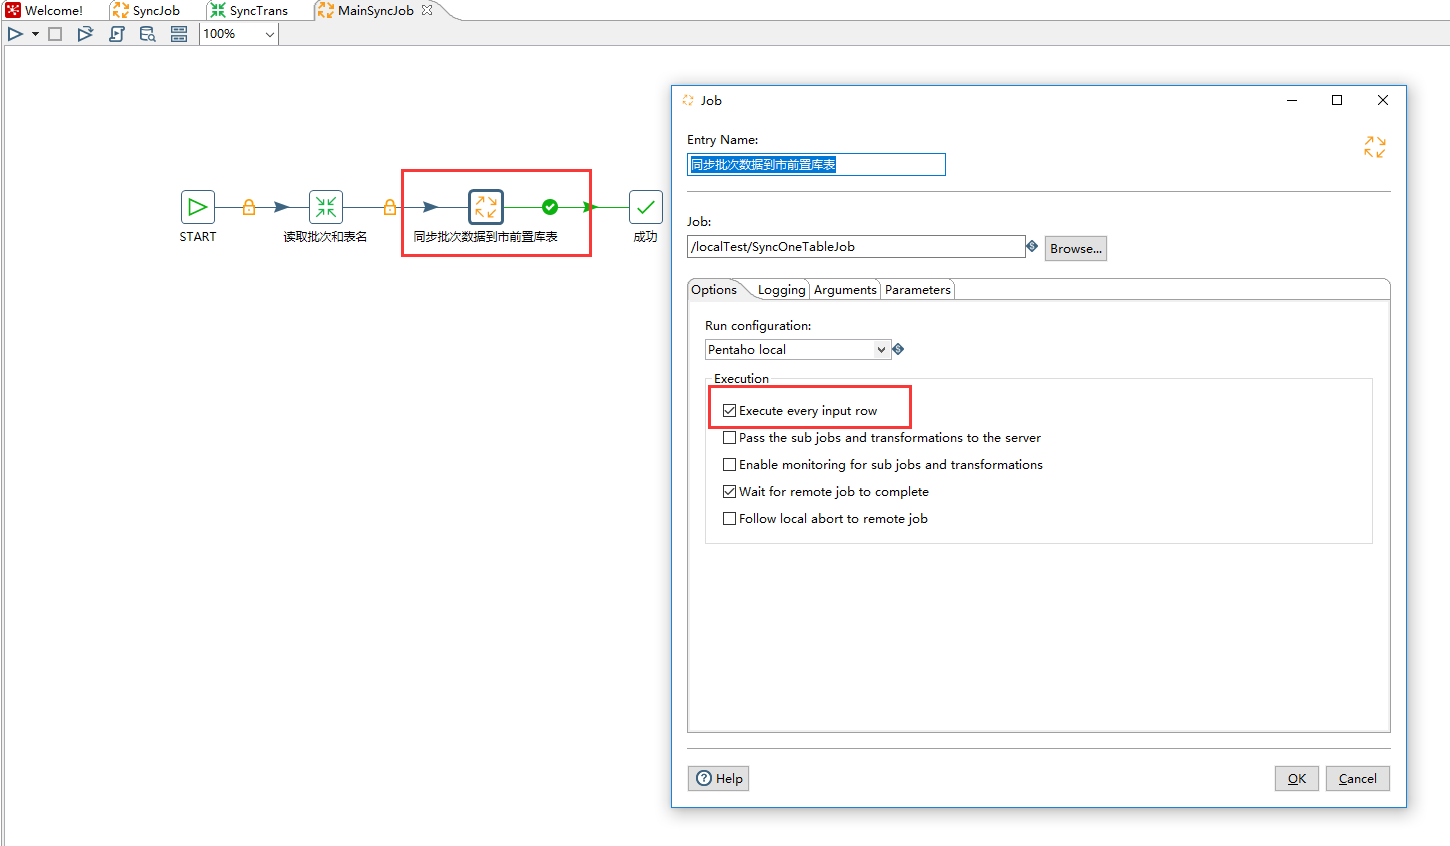 Welcome!
SyncJob
SyncTrans
MainSyncJob
100%
START
读取批次和表名
同步批次数据到市前置库表
成功
Job
Entry Name:
同步批次数据到市前置库表
Job:
/localTest/SyncOneTableJob
Browse...
Options
Logging
Arguments
Parameters
Run configuration:
Pentaho local
Execution
Execute every input row
Pass the sub jobs and transformations to the server
Enable monitoring for sub jobs and transformations
Wait for remote job to complete
Follow local abort to remote job
Help
OK
Cancel